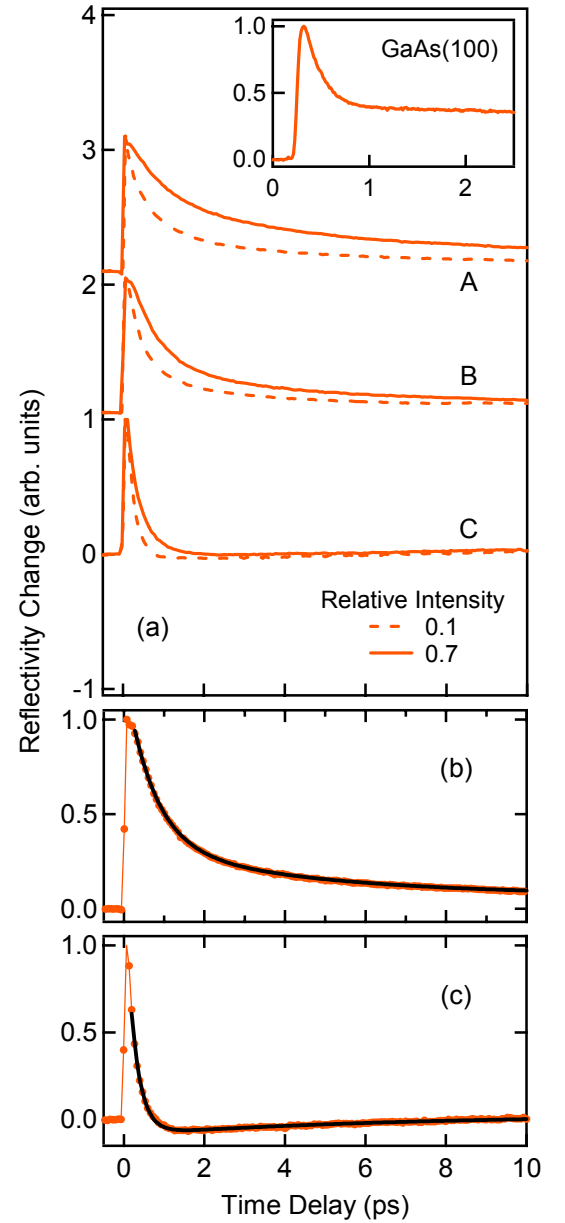 4
3
2
1
0
-1
Reflectivity Change (arb. units)
GaAs(100)
1.0
0.5
0.0
0 1 2
A
B
C
(a)
Relative Intensity
0.1
0.7
1.0
0.5
0.0
(b)
1.0
0.5
0.0
(c)
0 2 4 6 8 10
Time Delay (ps)